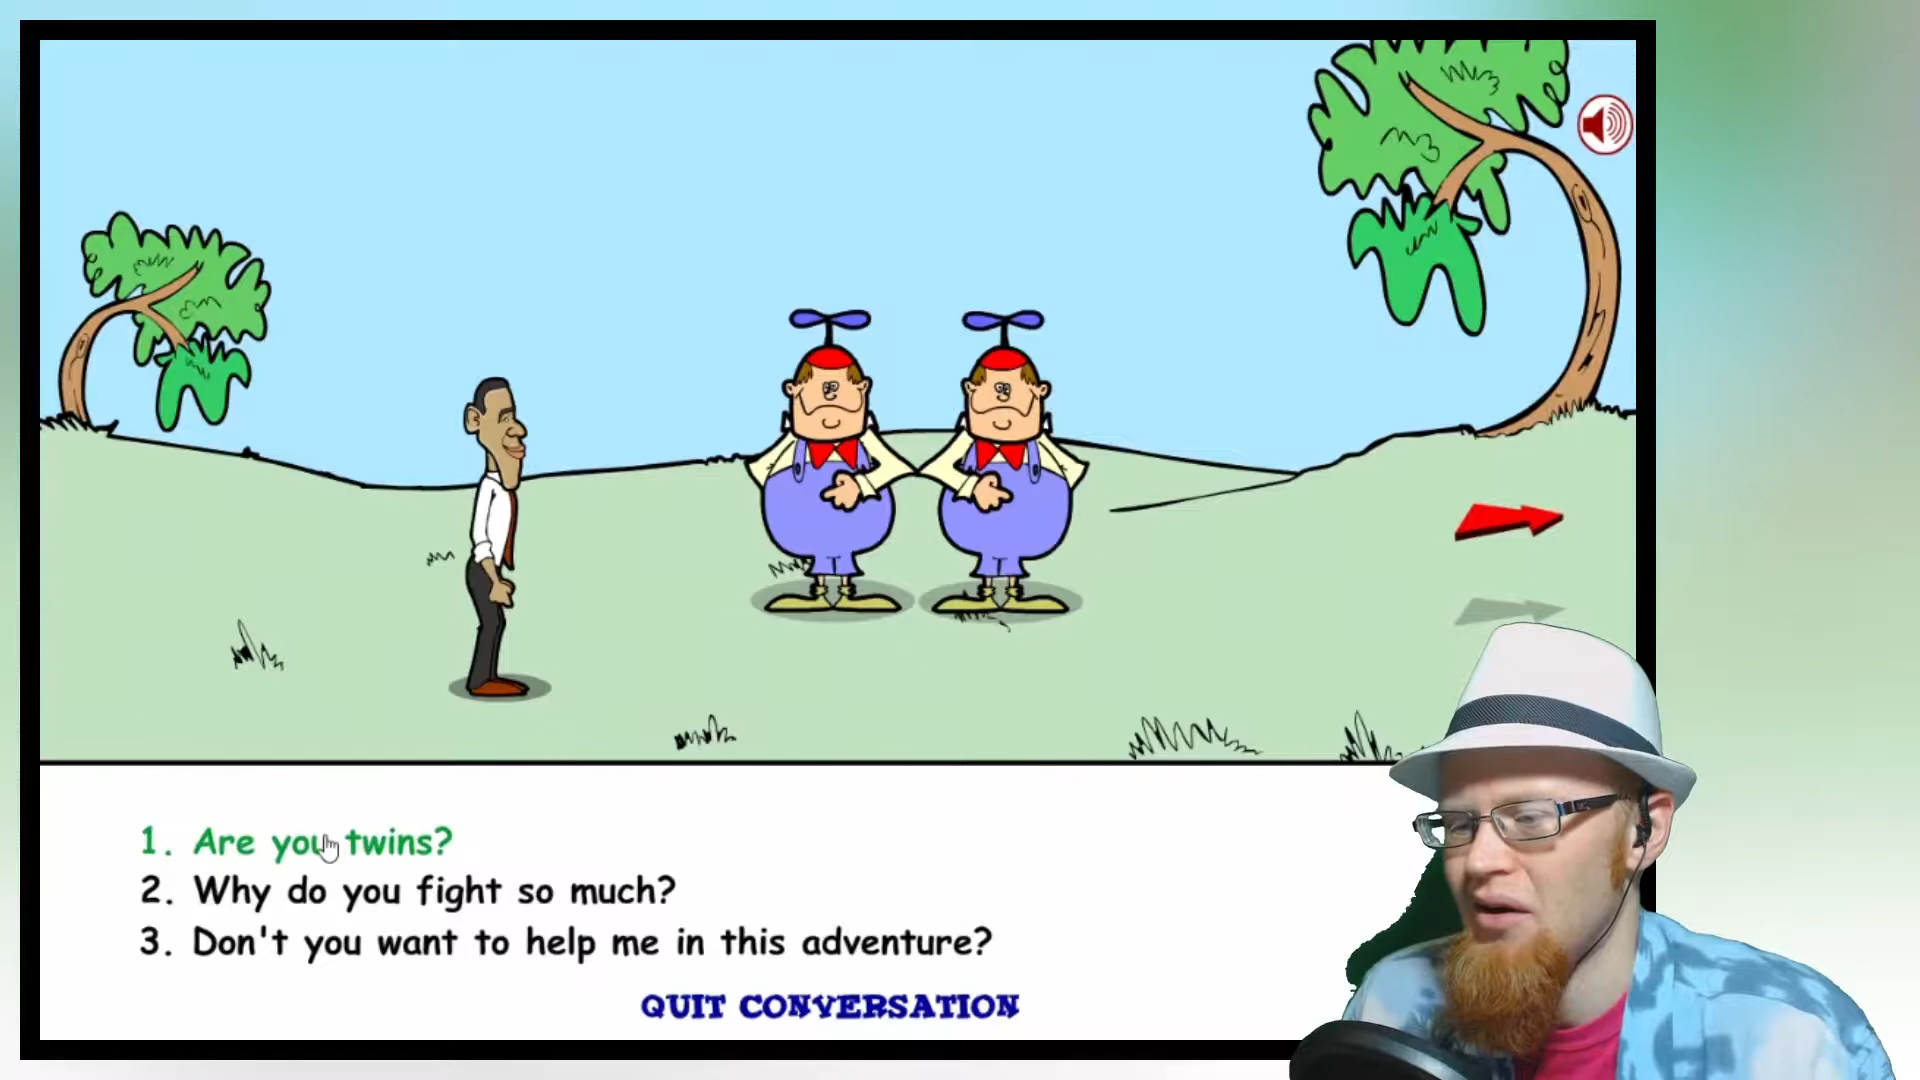 1. Are you twins?
2. Why do you fight so much?
3. Don't you want to help me in this adventure?
QUIT CONVERSATION